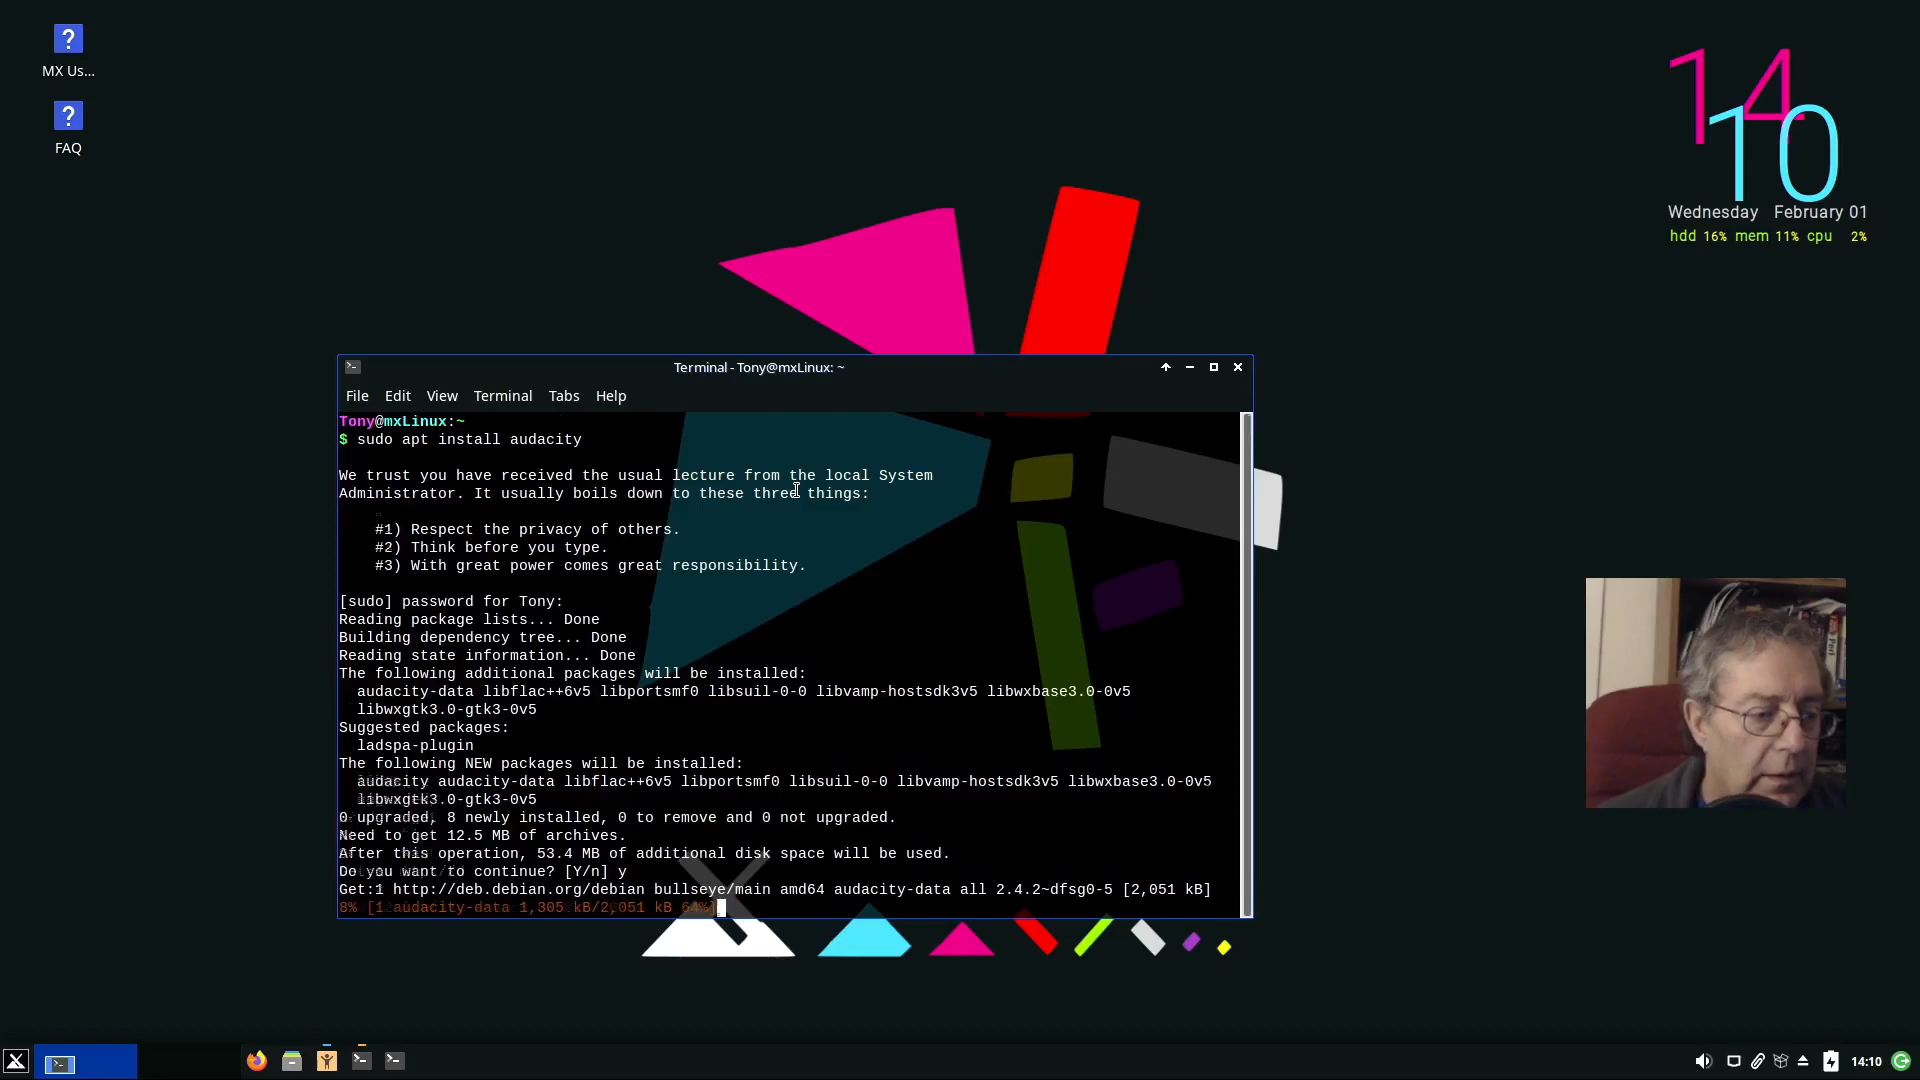 MX Us...
FAQ
14
10
Wednesday February 01
hdd 16% mem 11% cpu 2%
Terminal - Tony@mxLinux: ~
File Edit View Terminal Tabs Help
Tony@mxLinux:~
$ sudo apt install audacity
We trust you have received the usual lecture from the local System
Administrator. It usually boils down to these three things:
#1) Respect the privacy of others.
#2) Think before you type.
#3) With great power comes great responsibility.
[sudo] password for Tony:
Reading package lists... Done
Building dependency tree... Done
Reading state information... Done
The following additional packages will be installed:
audacity-data libflac++6v5 libportsmf0 libsuil-0-0 libvamp-hostsdk3v5 libwxbase3.0-0v5
libwxgtk3.0-gtk3-0v5
Suggested packages:
ladspa-plugin
The following NEW packages will be installed:
audacity audacity-data libflac++6v5 libportsmf0 libsuil-0-0 libvamp-hostsdk3v5 libwxbase3.0-0v5
libwxgtk3.0-gtk3-0v5
0 upgraded, 8 newly installed, 0 to remove and 0 not upgraded.
Need to get 12.5 MB of archives.
After this operation, 53.4 MB of additional disk space will be used.
Do you want to continue? [Y/n] y
Get:1 http://deb.debian.org/debian bullseye/main amd64 audacity-data all 2.4.2~dfsg0-5 [2,051 kB]
8% [1 audacity-data 1,305 kB/2,051 kB 64%]
14:10